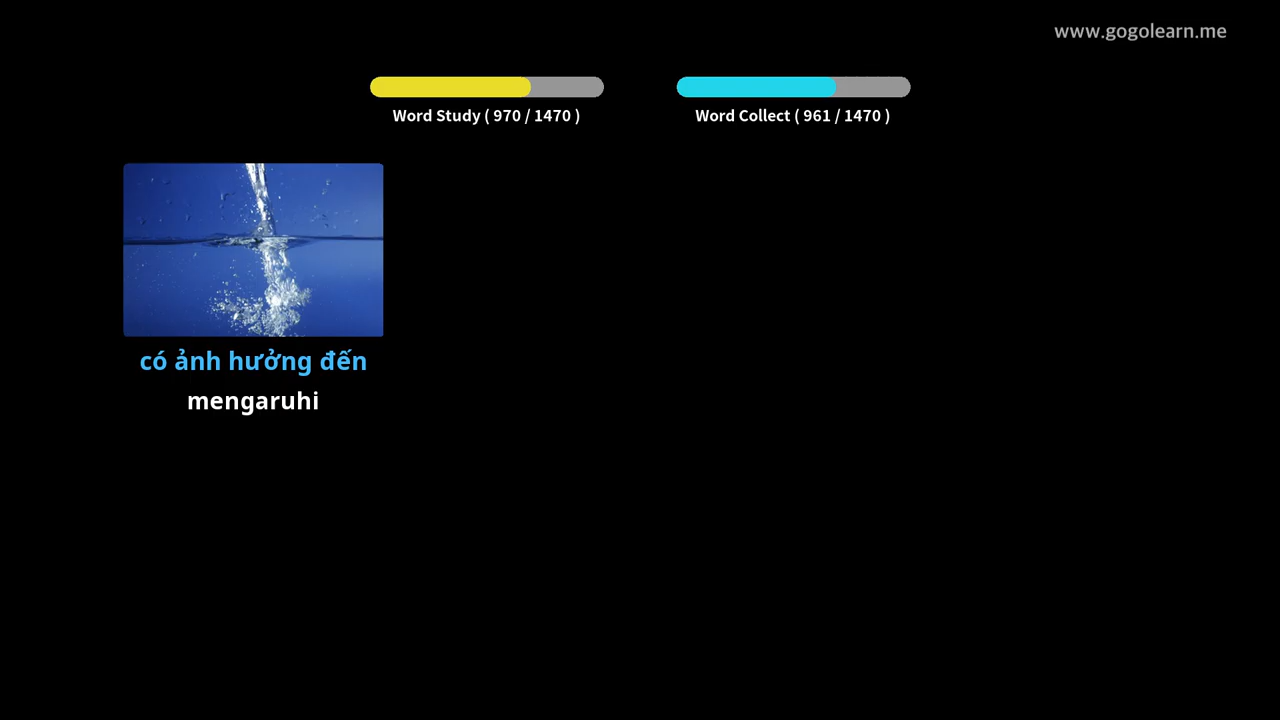 www.gogolearn.me
Word Study ( 970 / 1470 )
Word Collect ( 961 / 1470 )
có ảnh hưởng đến
mengaruhi